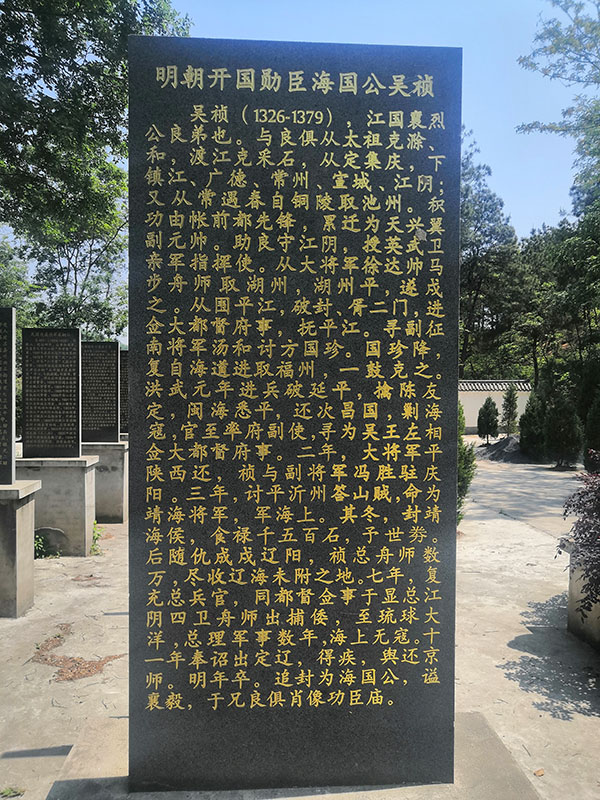 明朝开国勋臣海国公吴祯
吴祯（1326-1379），江国襄烈
公良弟也。与良俱从太祖克滁、
和，渡江克采石，从定集庆，下
镇江、广德、常州、宣城、江阴；
又从常遇春自铜陵取池州。积
功由帐前都先锋，累迁为天兴翼
副元帅。助良守江阴，授英武卫
亲军指挥使。从大将军徐达帅马
步舟师取湖州，湖州平，遂戍
之。从围平江，破封、胥二门，进
佥大都督府事，抚平江。寻副征
南将军汤和讨方国珍。国珍降，
复自海道进取福州，一鼓克之。
洪武元年进兵破延平，擒陈友
定，闽海悉平，还次昌国，剿海
寇，官至率府副使，寻为吴王左相
佥大都督府事。二年，大将军平
陕西还，祯与副将军冯胜驻庆
阳。三年，讨平沂州荅山贼，命为
靖海将军，军海上。其冬，封靖
海侯，食禄千五百石，予世券。
后随仇成戍辽阳，祯总舟师数
万，尽收辽海未附之地。七年，复
充总兵官，同都督佥事于显总江
阴四卫舟师出捕倭，至琉球大
洋，总理军事数年，海上无寇。十
一年奉诏出定辽，得疾，舆还京
师。明年卒。追封为海国公，谥
襄毅，于兄良俱肖像功臣庙。